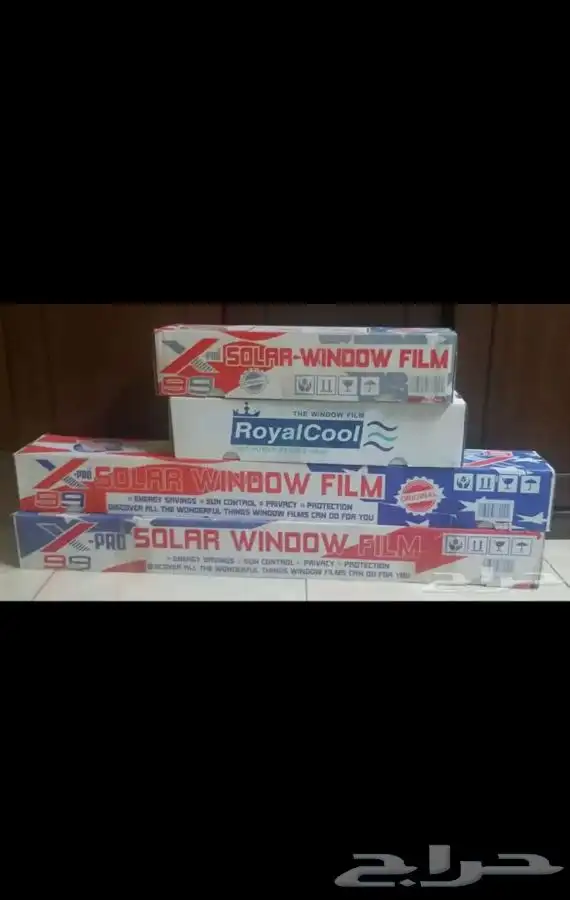 X-PRO
99
SOLAR-WINDOW FILM
THE WINDOW FILM
RoyalCool
X-PRO
99
SOLAR WINDOW FILM
ENERGY SAVINGS SUN CONTROL PRIVACY PROTECTION
DISCOVER ALL THE WONDERFUL THINGS WINDOW FILMS CAN DO FOR YOU
ORIGINAL
X-PRO
99
SOLAR WINDOW FILM
ENERGY SAVINGS SUN CONTROL PRIVACY PROTECTION
DISCOVER ALL THE WONDERFUL THINGS WINDOW FILMS CAN DO FOR YOU
حراج
حراج